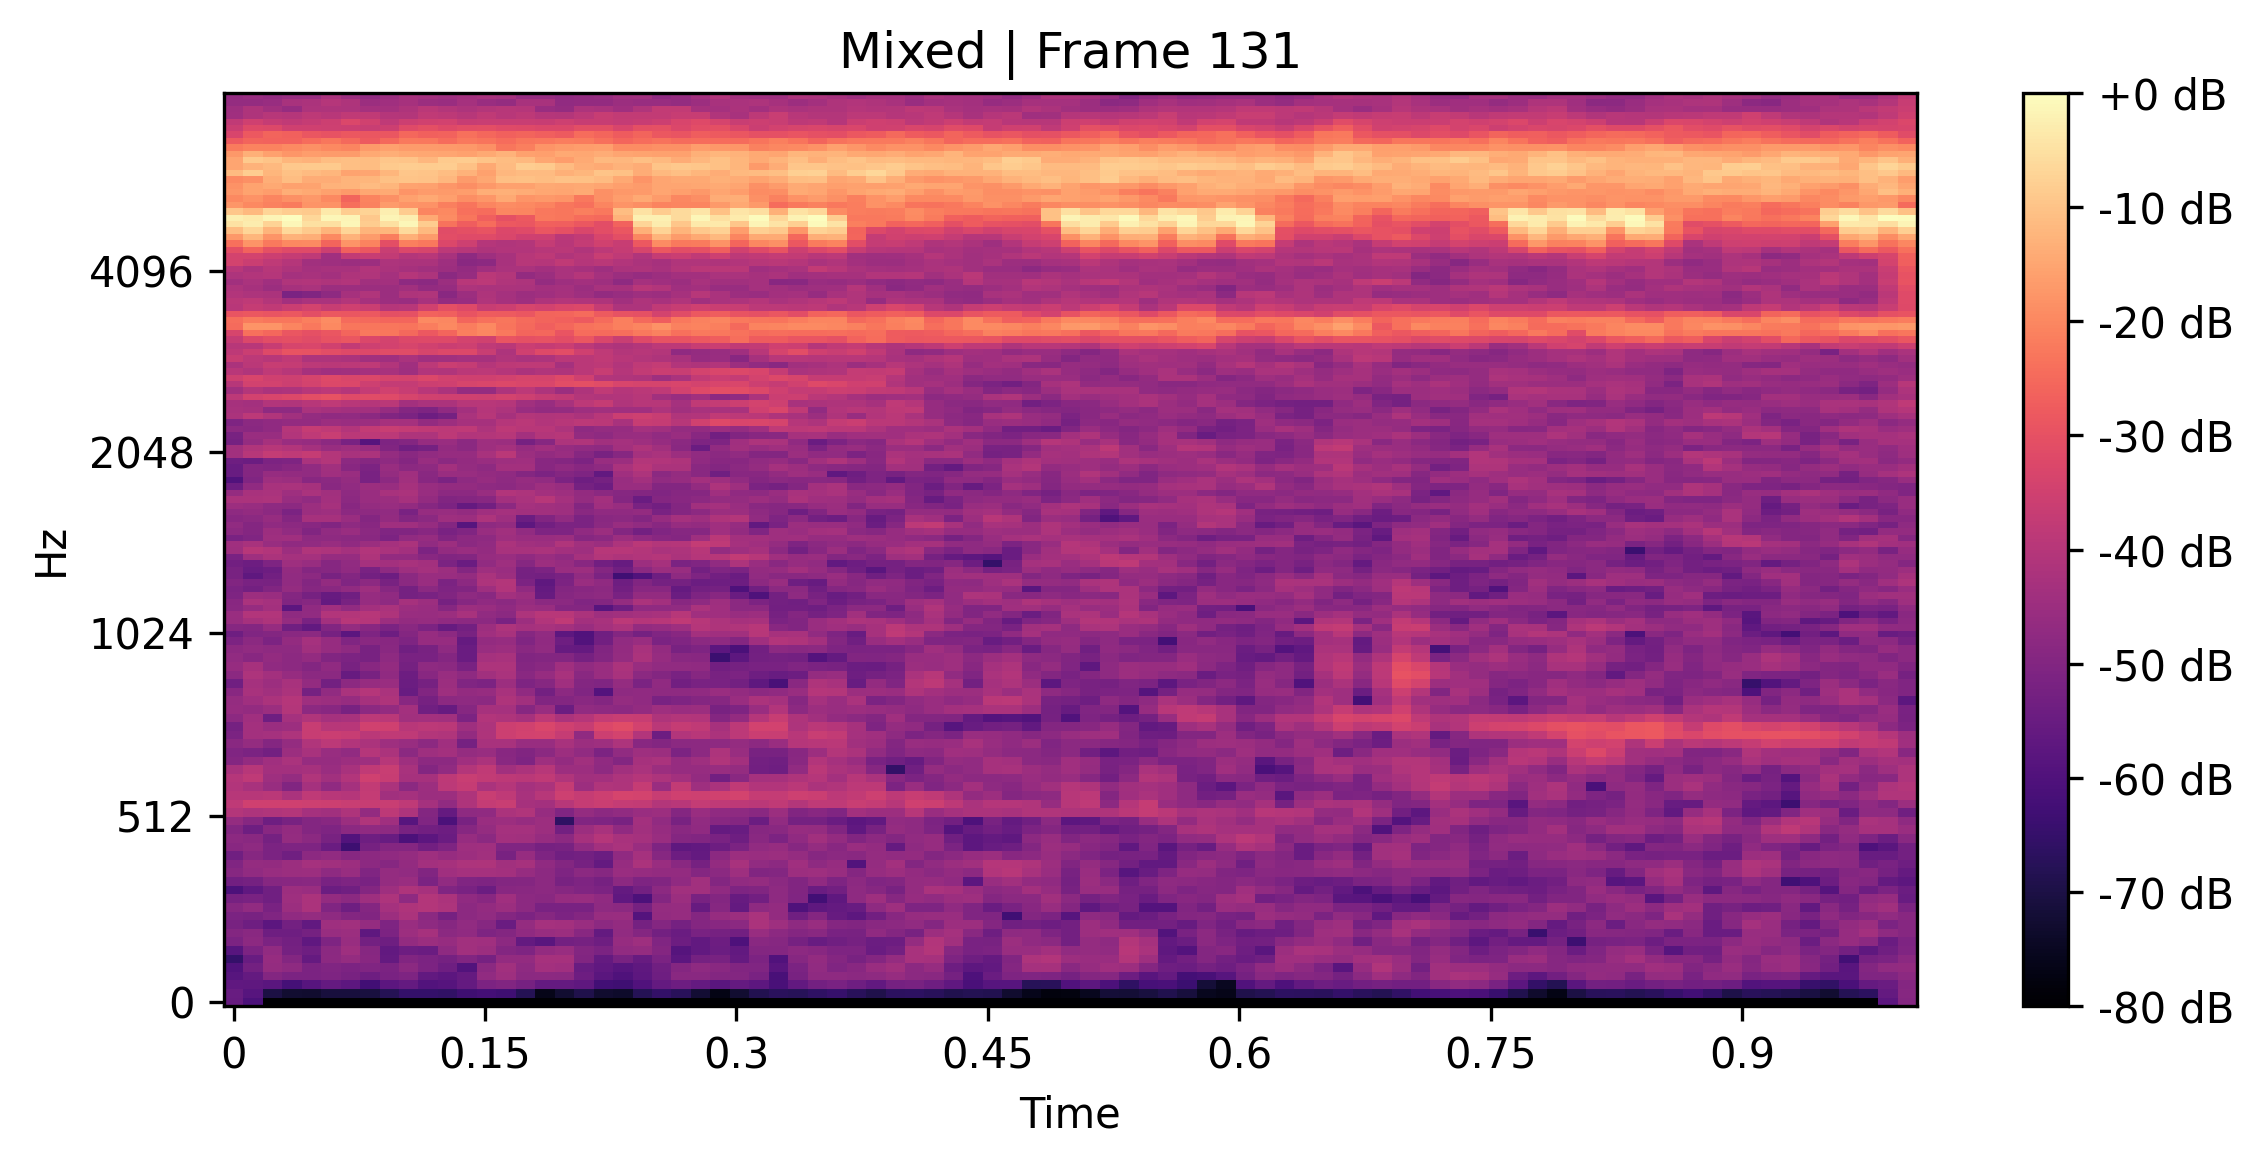 Mixed | Frame 131
+0 dB
-10 dB
-20 dB
-30 dB
-40 dB
-50 dB
-60 dB
-70 dB
-80 dB
Hz
4096
2048
1024
512
0
0 0.15 0.3 0.45 0.6 0.75 0.9
Time